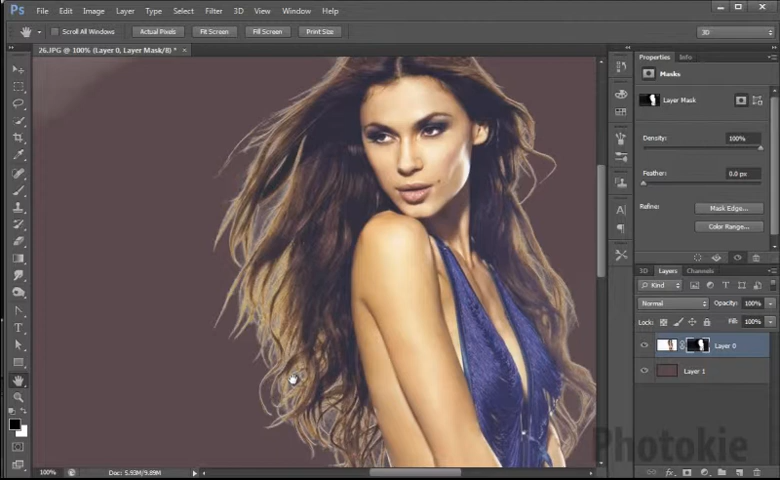 Ps File Edit Image Layer Type Select Filter 3D View Window Help
Scroll All Windows Actual Pixels Fit Screen Fill Screen Print Size 3D
26.JPG @ 100% (Layer 0, Layer Mask/8) * ×
Properties Info
Masks
Layer Mask
Density: 100%
Feather: 0.0 px
Refine: Mask Edge...
Color Range...
3D Layers Channels
Kind
Normal Opacity: 100%
Lock: Fill: 100%
Layer 0
Layer 1
Photokie
100% Doc: 5.93M/9.89M